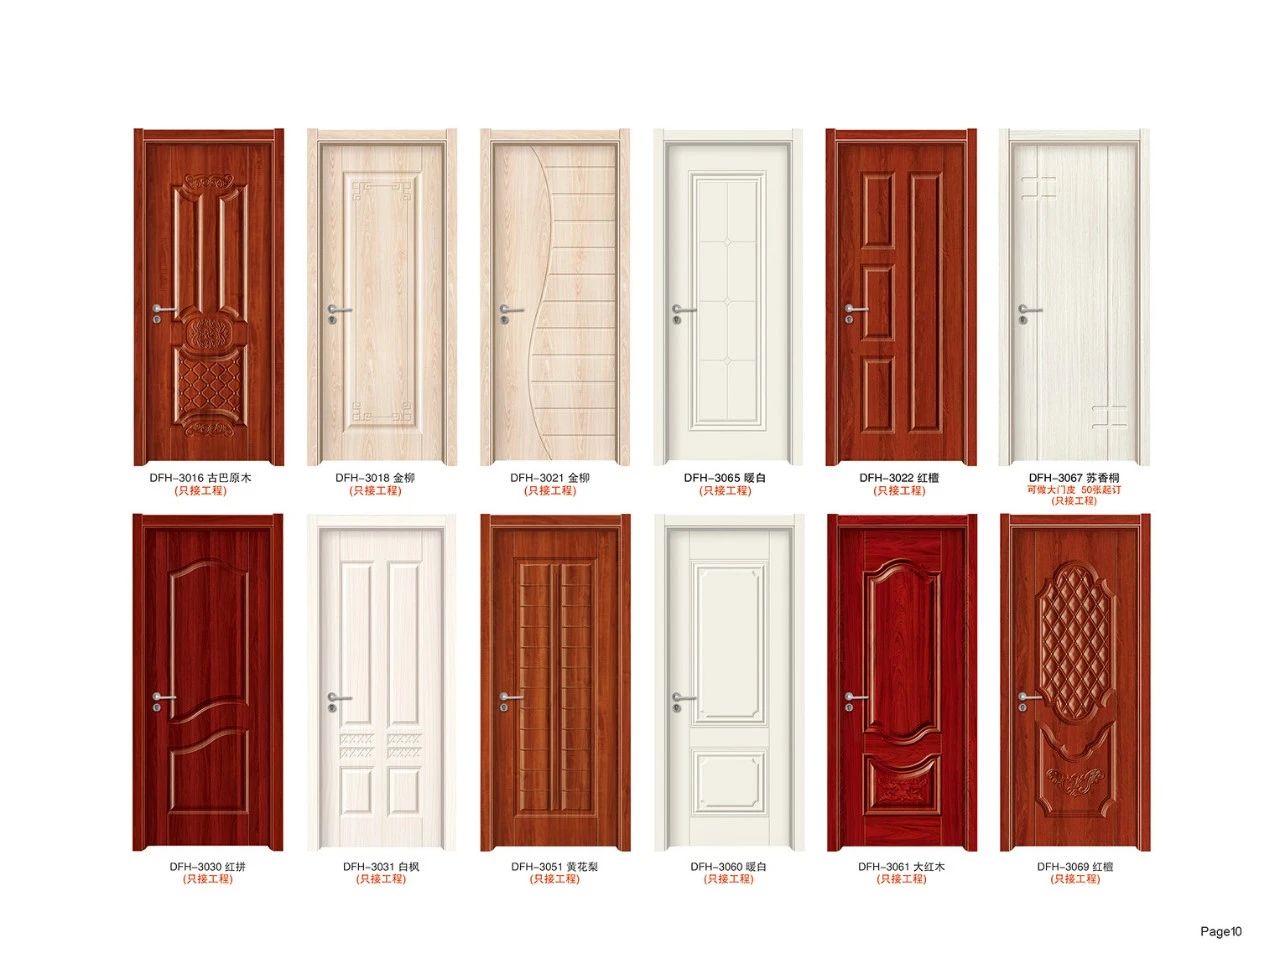 DFH-3016 古巴原木
(只接工程)
DFH-3018 金柳
(只接工程)
DFH-3021 金柳
(只接工程)
DFH-3065 暖白
(只接工程)
DFH-3022 红檀
(只接工程)
DFH-3067 苏香桐
可做大门皮 50张起订
(只接工程)
DFH-3030 红拼
(只接工程)
DFH-3031 白枫
(只接工程)
DFH-3051 黄花梨
(只接工程)
DFH-3060 暖白
(只接工程)
DFH-3061 大红木
(只接工程)
DFH-3069 红檀
(只接工程)
Page10